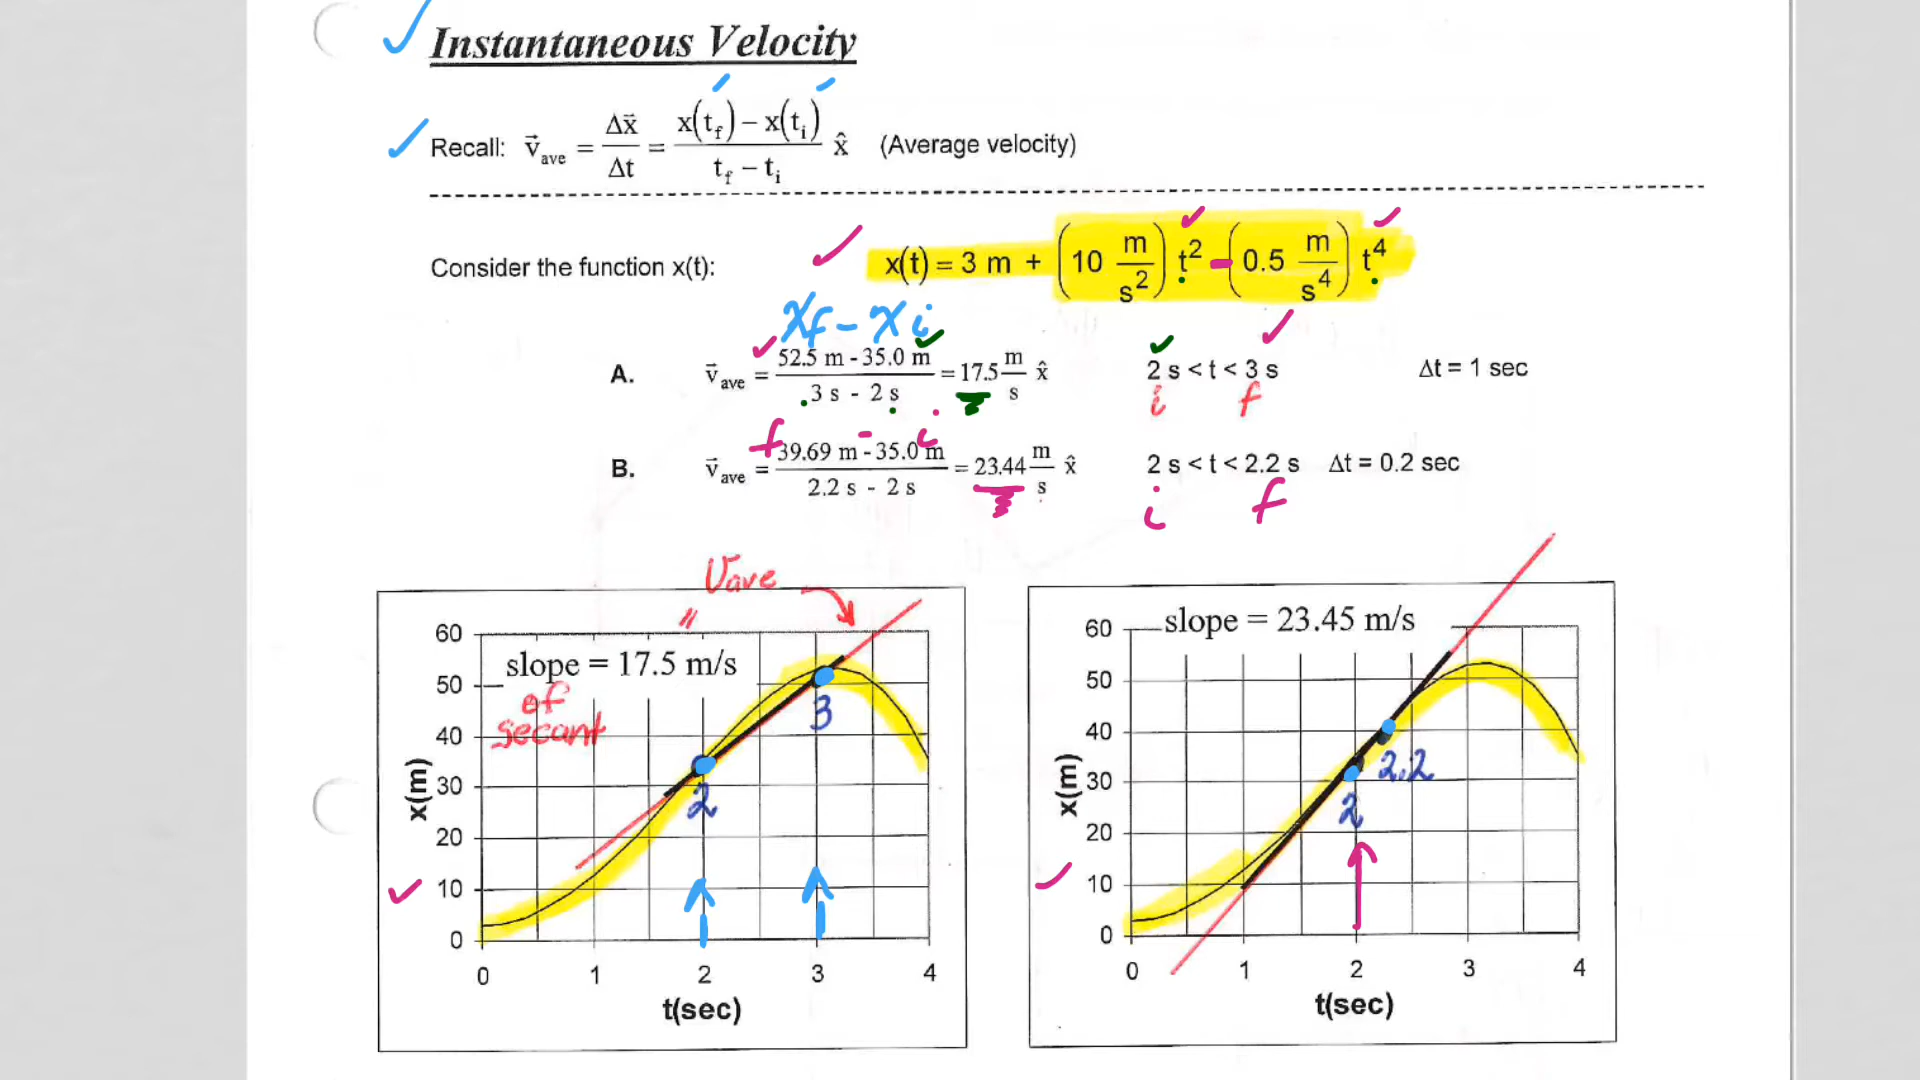 Instantaneous Velocity
Recall: v⃗ave = Δx⃗/Δt = (x(tf) − x(ti))/(tf − ti) x̂ (Average velocity)
Consider the function x(t): x(t) = 3 m + (10 m/s²) t² − (0.5 m/s⁴) t⁴
xf − xi
A. v⃗ave = (52.5 m - 35.0 m)/(3 s - 2 s) = 17.5 m/s x̂ 2 s < t < 3 s Δt = 1 sec
i f
f - i
B. v⃗ave = (39.69 m - 35.0 m)/(2.2 s - 2 s) = 23.44 m/s x̂ 2 s < t < 2.2 s Δt = 0.2 sec
i f
Vave
"
slope = 17.5 m/s
of
secant
3
2
60
50
40
30
20
10
0
x(m)
0 1 2 3 4
t(sec)
slope = 23.45 m/s
2.2
2
60
50
40
30
20
10
0
x(m)
0 1 2 3 4
t(sec)